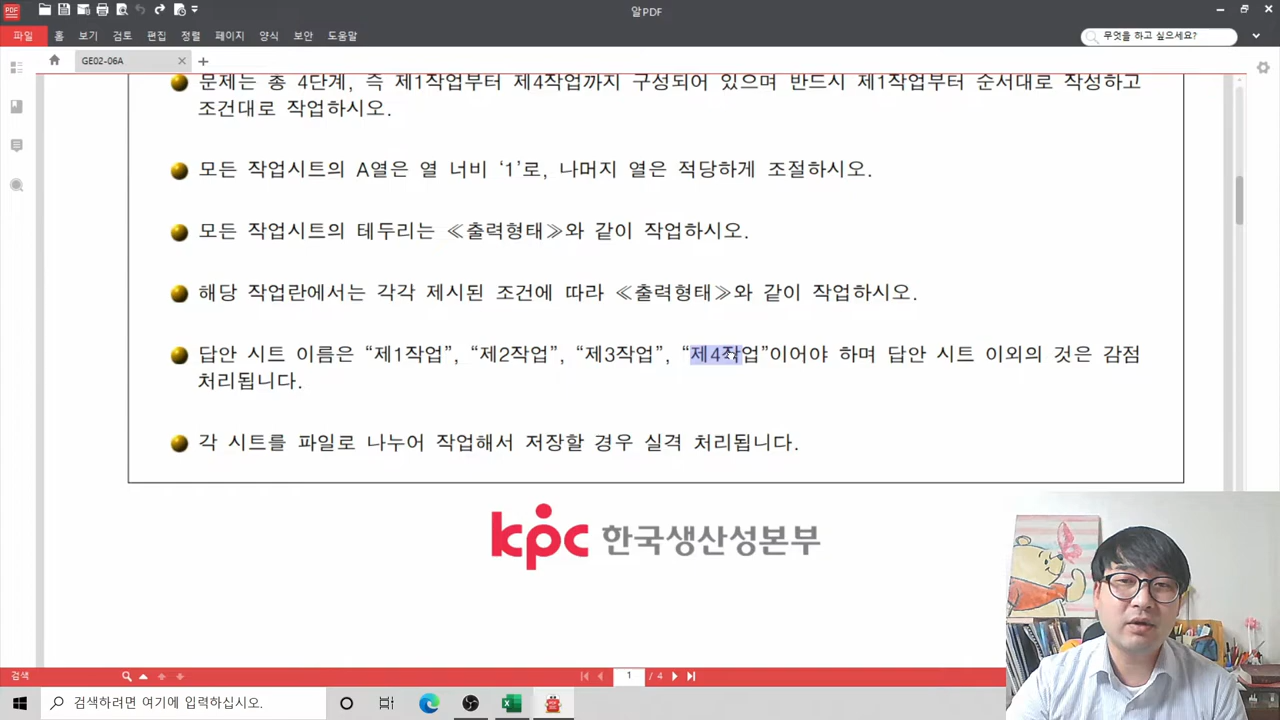 알PDF
파일 홈 보기 검토 편집 정렬 페이지 양식 보안 도움말
무엇을 하고 싶으세요?
GE02-06A
문제는 총 4단계, 즉 제1작업부터 제4작업까지 구성되어 있으며 반드시 제1작업부터 순서대로 작성하고
조건대로 작업하시오.
모든 작업시트의 A열은 열 너비 ‘1’로, 나머지 열은 적당하게 조절하시오.
모든 작업시트의 테두리는 ≪출력형태≫와 같이 작업하시오.
해당 작업란에서는 각각 제시된 조건에 따라 ≪출력형태≫와 같이 작업하시오.
답안 시트 이름은 “제1작업”, “제2작업”, “제3작업”, “제4작업”이어야 하며 답안 시트 이외의 것은 감점
처리됩니다.
각 시트를 파일로 나누어 작업해서 저장할 경우 실격 처리됩니다.
kpc 한국생산성본부
검색
1 / 4
검색하려면 여기에 입력하십시오.